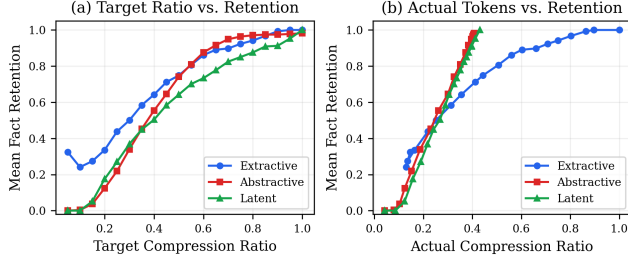 (a) Target Ratio vs. Retention
Mean Fact Retention
1.0
0.8
0.6
0.4
0.2
0.0
0.2
0.4
0.6
0.8
1.0
Target Compression Ratio
Extractive
Abstractive
Latent
(b) Actual Tokens vs. Retention
Mean Fact Retention
1.0
0.8
0.6
0.4
0.2
0.0
0.0
0.2
0.4
0.6
0.8
1.0
Actual Compression Ratio
Extractive
Abstractive
Latent